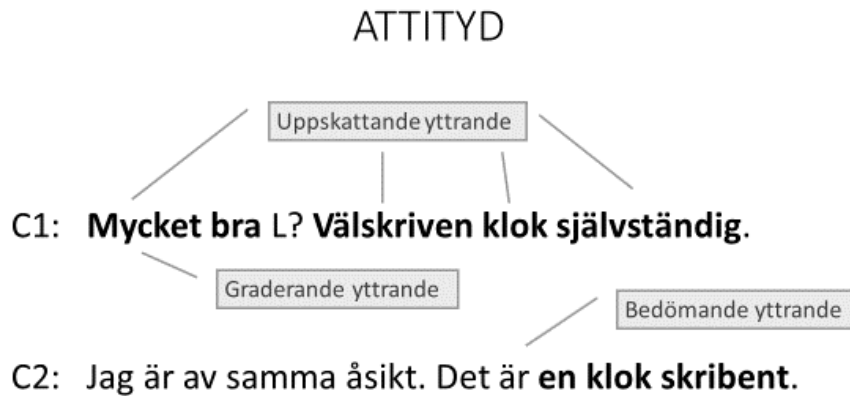 ATTITYD
Uppskattande yttrande
C1: Mycket bra L? Välskriven klok självständig.
Graderande yttrande
Bedömande yttrande
C2: Jag är av samma åsikt. Det är en klok skribent.